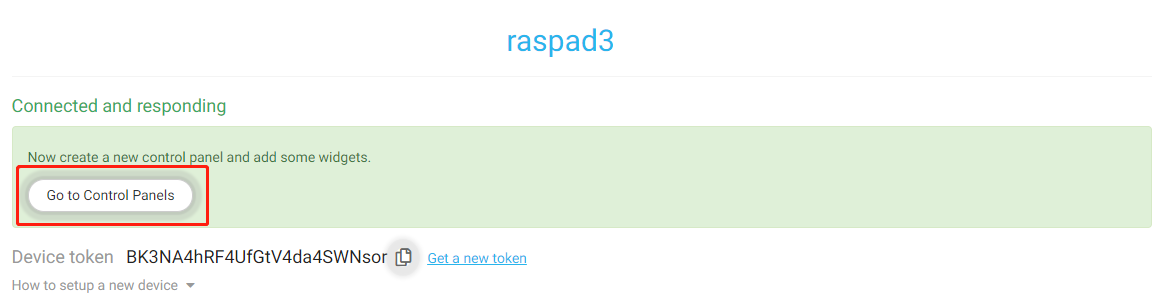 raspad3
Connected and responding
Now create a new control panel and add some widgets.
Go to Control Panels
Device token BK3NA4hRF4UfGtV4da4SWNsor Get a new token
How to setup a new device